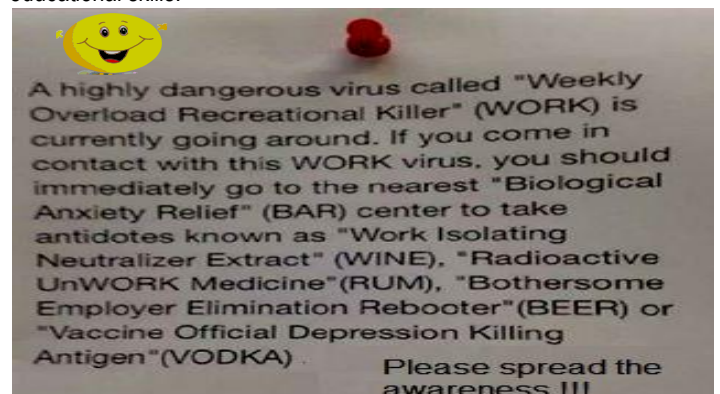 educational skills.
A highly dangerous virus called "Weekly
Overload Recreational Killer" (WORK) is
currently going around. If you come in
contact with this WORK virus, you should
immediately go to the nearest "Biological
Anxiety Relief" (BAR) center to take
antidotes known as "Work Isolating
Neutralizer Extract" (WINE), "Radioactive
UnWORK Medicine"(RUM), "Bothersome
Employer Elimination Rebooter"(BEER) or
"Vaccine Official Depression Killing
Antigen"(VODKA) .
Please spread the
awareness !!!